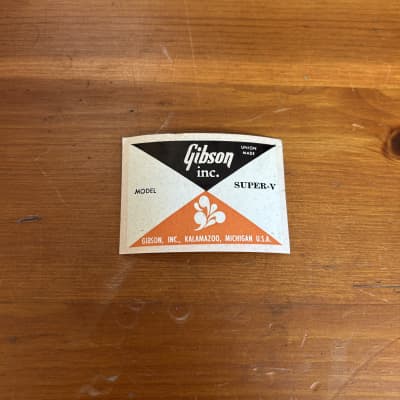 Gibson
inc.
UNION
MADE
MODEL
SUPER-V
GIBSON, INC., KALAMAZOO, MICHIGAN U.S.A.